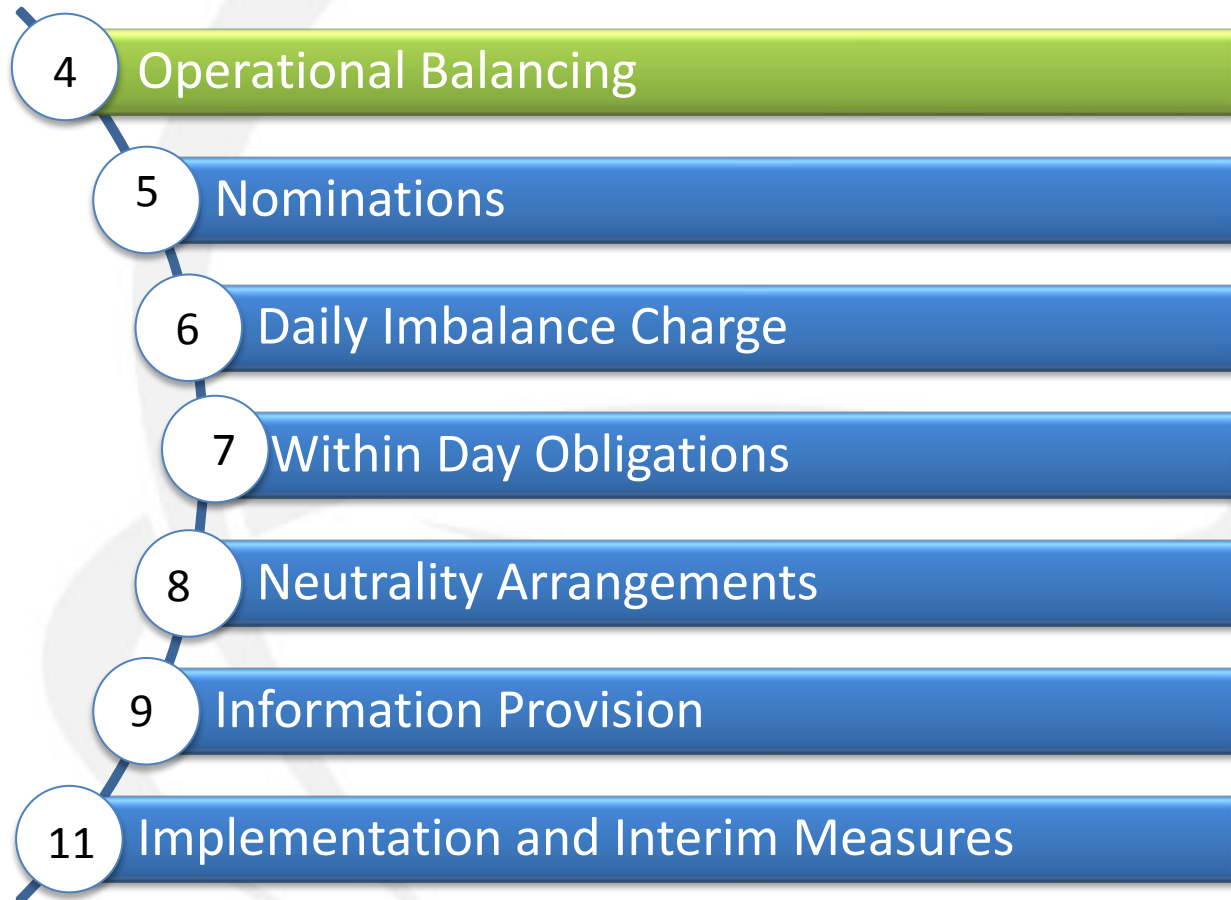 4 Operational Balancing
5 Nominations
6 Daily Imbalance Charge
7 Within Day Obligations
8 Neutrality Arrangements
9 Information Provision
11 Implementation and Interim Measures